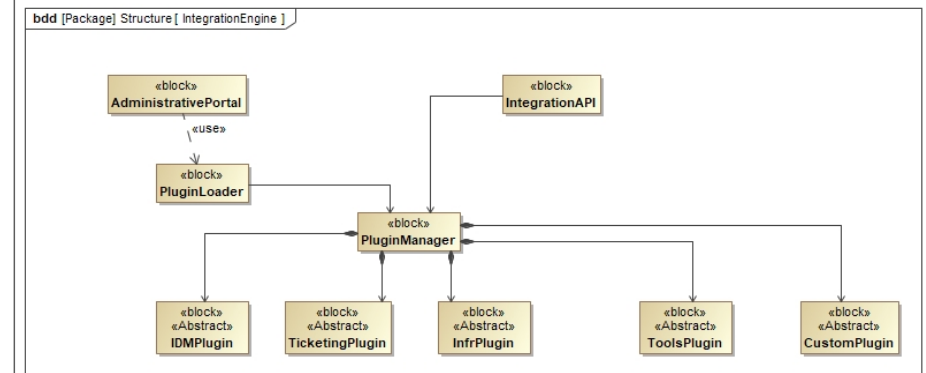 bdd [Package] Structure [ IntegrationEngine ]
«block»
AdministrativePortal
«block»
IntegrationAPI
«use»
«block»
PluginLoader
«block»
PluginManager
«block»
«Abstract»
IDMPlugin
«block»
«Abstract»
TicketingPlugin
«block»
«Abstract»
InfrPlugin
«block»
«Abstract»
ToolsPlugin
«block»
«Abstract»
CustomPlugin